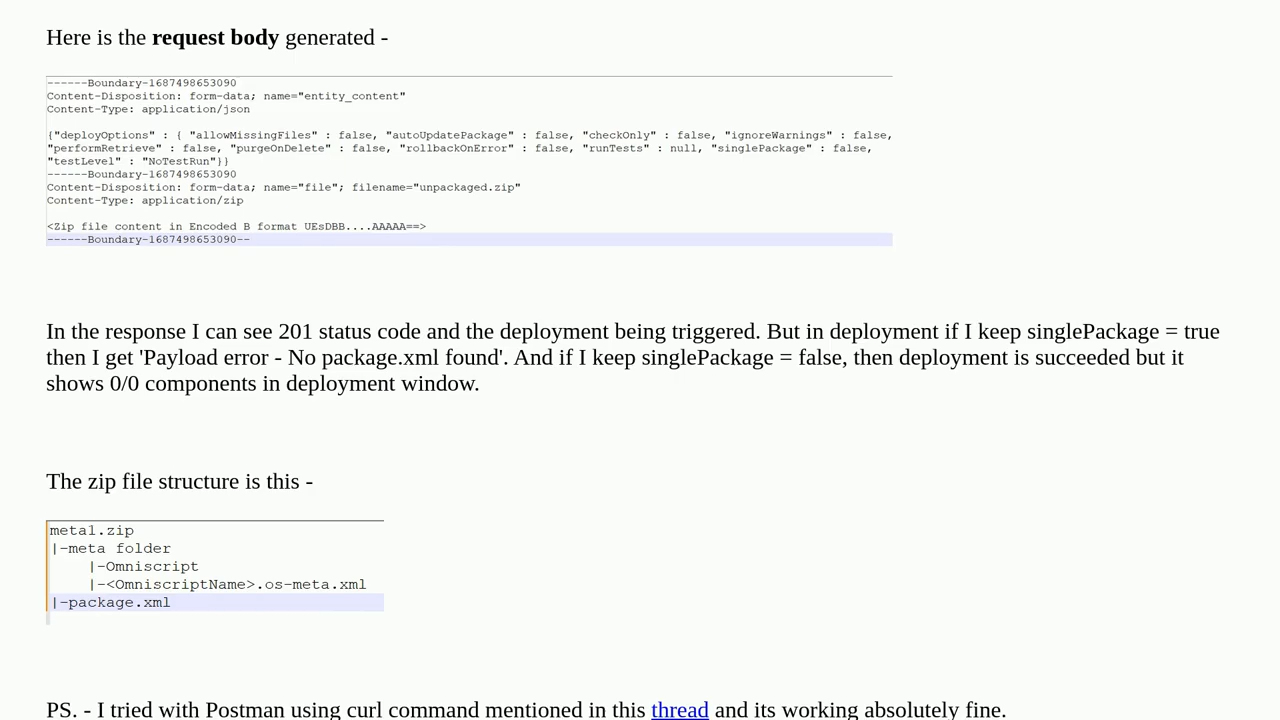 Here is the request body generated -
------Boundary-1687498653090
Content-Disposition: form-data; name="entity_content"
Content-Type: application/json
{"deployOptions" : { "allowMissingFiles" : false, "autoUpdatePackage" : false, "checkOnly" : false, "ignoreWarnings" : false,
"performRetrieve" : false, "purgeOnDelete" : false, "rollbackOnError" : false, "runTests" : null, "singlePackage" : false,
"testLevel" : "NoTestRun"}}
------Boundary-1687498653090
Content-Disposition: form-data; name="file"; filename="unpackaged.zip"
Content-Type: application/zip
<Zip file content in Encoded B format UEsDBB....AAAAA==>
------Boundary-1687498653090--
In the response I can see 201 status code and the deployment being triggered. But in deployment if I keep singlePackage = true
then I get 'Payload error - No package.xml found'. And if I keep singlePackage = false, then deployment is succeeded but it
shows 0/0 components in deployment window.
The zip file structure is this -
meta1.zip
|-meta folder
    |-Omniscript
    |-<OmniscriptName>.os-meta.xml
|-package.xml
PS. - I tried with Postman using curl command mentioned in this thread and its working absolutely fine.